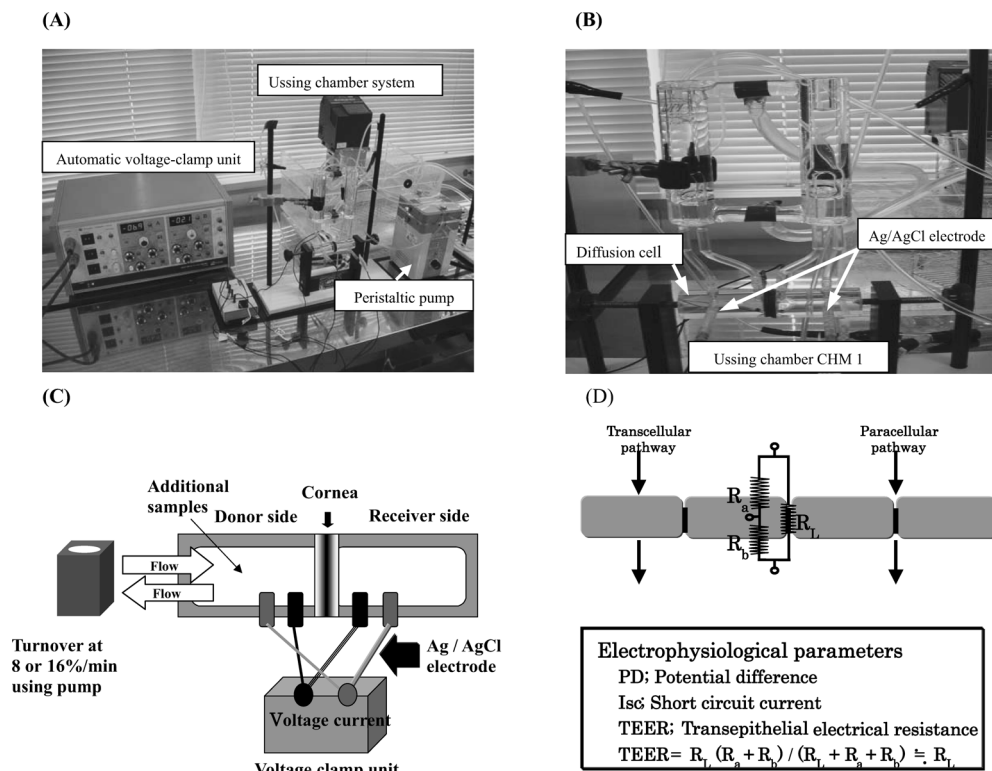 (A)
Ussing chamber system
Automatic voltage-clamp unit
Peristaltic pump
(B)
Diffusion cell
Ag/AgCl electrode
Ussing chamber CHM 1
(C)
Additional
samples
Cornea
Donor side
Receiver side
Flow
Flow
Turnover at
8 or 16%/min
using pump
Ag / AgCl
electrode
Voltage current
Voltage clamp unit
(D)
Transcellular
pathway
Paracellular
pathway
Ra
Rb
RL
Electrophysiological parameters
PD; Potential difference
Isc; Short circuit current
TEER; Transepithelial electrical resistance
TEER= RL (Ra + Rb) / (RL + Ra + Rb) ≒ RL